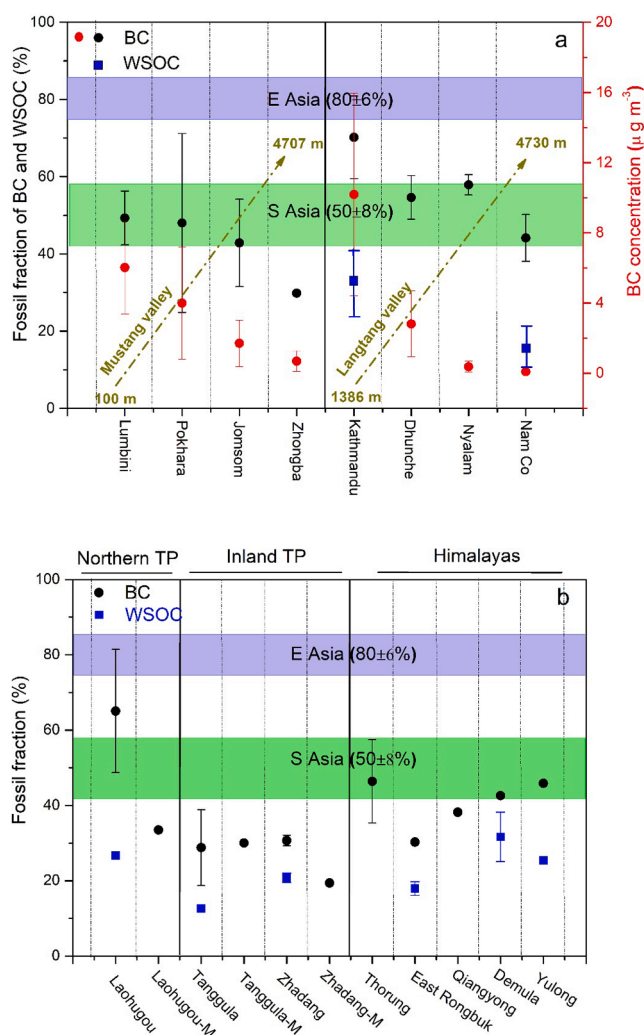 a
BC
WSOC
E Asia (80±6%)
S Asia (50±8%)
4707 m
4730 m
Mustang valley
Langtang valley
100 m
1386 m
Fossil fraction of BC and WSOC (%)
100
80
60
40
20
0
BC concentration (μg m⁻³)
20
16
12
8
4
0
Lumbini
Pokhara
Jomsom
Zhongba
Kathmandu
Dhunche
Nyalam
Nam Co
Northern TP
Inland TP
Himalayas
b
BC
WSOC
E Asia (80±6%)
S Asia (50±8%)
Fossil fraction (%)
100
80
60
40
20
0
Laohugou
Laohugou-M
Tanggula
Tanggula-M
Zhadang
Zhadang-M
Thorung
East Rongbuk
Qiangyong
Demula
Yulong